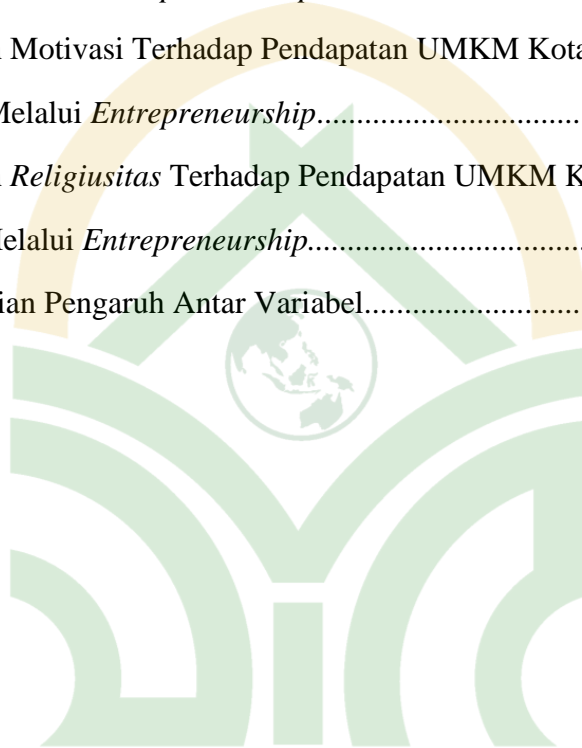 Motivasi Terhadap Pendapatan UMKM Kota
Melalui Entrepreneurship..............................
Religiusitas Terhadap Pendapatan UMKM K
Melalui Entrepreneurship...............................
ian Pengaruh Antar Variabel.........................